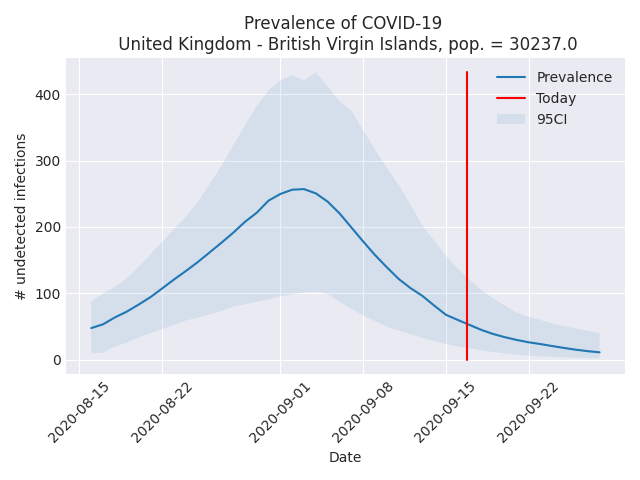 Prevalence of COVID-19
United Kingdom - British Virgin Islands, pop. = 30237.0
Prevalence
Today
95CI
400
300
200
100
0
# undetected infections
2020-08-15
2020-08-22
2020-09-01
2020-09-08
2020-09-15
2020-09-22
Date